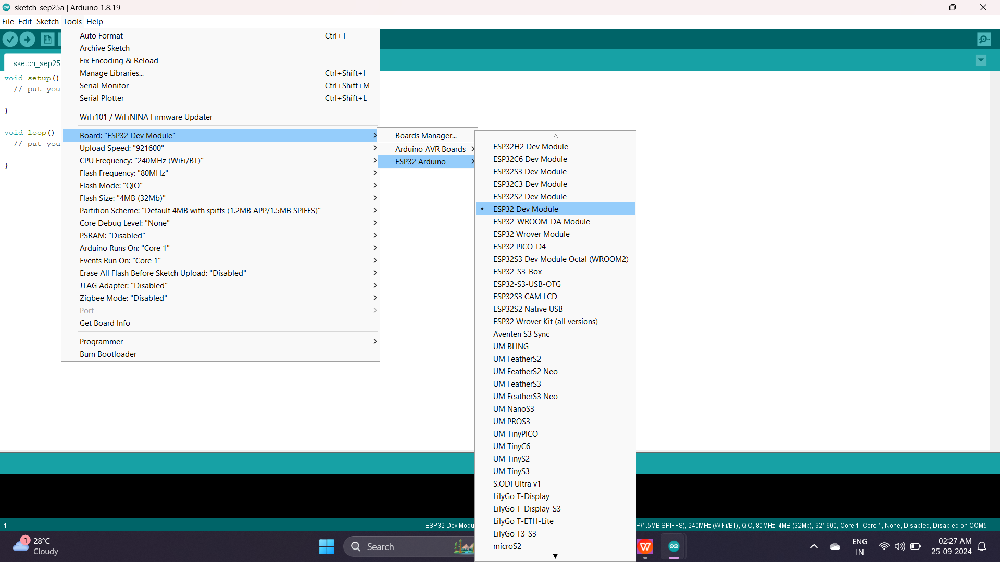 sketch_sep25a | Arduino 1.8.19
File Edit Sketch Tools Help
sketch_sep25
void setup()
// put you
}
void loop()
// put you
}
Auto Format Ctrl+T
Archive Sketch
Fix Encoding & Reload
Manage Libraries... Ctrl+Shift+I
Serial Monitor Ctrl+Shift+M
Serial Plotter Ctrl+Shift+L
WiFi101 / WiFiNINA Firmware Updater
Board: "ESP32 Dev Module"
Upload Speed: "921600"
CPU Frequency: "240MHz (WiFi/BT)"
Flash Frequency: "80MHz"
Flash Mode: "QIO"
Flash Size: "4MB (32Mb)"
Partition Scheme: "Default 4MB with spiffs (1.2MB APP/1.5MB SPIFFS)"
Core Debug Level: "None"
PSRAM: "Disabled"
Arduino Runs On: "Core 1"
Events Run On: "Core 1"
Erase All Flash Before Sketch Upload: "Disabled"
JTAG Adapter: "Disabled"
Zigbee Mode: "Disabled"
Port
Get Board Info
Programmer
Burn Bootloader
Boards Manager...
Arduino AVR Boards
ESP32 Arduino
ESP32H2 Dev Module
ESP32C6 Dev Module
ESP32S3 Dev Module
ESP32C3 Dev Module
ESP32S2 Dev Module
• ESP32 Dev Module
ESP32-WROOM-DA Module
ESP32 Wrover Module
ESP32 PICO-D4
ESP32S3 Dev Module Octal (WROOM2)
ESP32-S3-Box
ESP32-S3-USB-OTG
ESP32S3 CAM LCD
ESP32S2 Native USB
ESP32 Wrover Kit (all versions)
Aventen S3 Sync
UM BLING
UM FeatherS2
UM FeatherS2 Neo
UM FeatherS3
UM FeatherS3 Neo
UM NanoS3
UM PROS3
UM TinyPICO
UM TinyC6
UM TinyS2
UM TinyS3
S.ODI Ultra v1
LilyGo T-Display
LilyGo T-Display-S3
LilyGo T-ETH-Lite
LilyGo T3-S3
microS2
1 ESP32 Dev Modu P/1.5MB SPIFFS), 240MHz (WiFi/BT), QIO, 80MHz, 4MB (32Mb), 921600, Core 1, Core 1, None, Disabled, Disabled on COM5
1
28°C
Cloudy
Search
W
ENG
IN
02:27 AM
25-09-2024